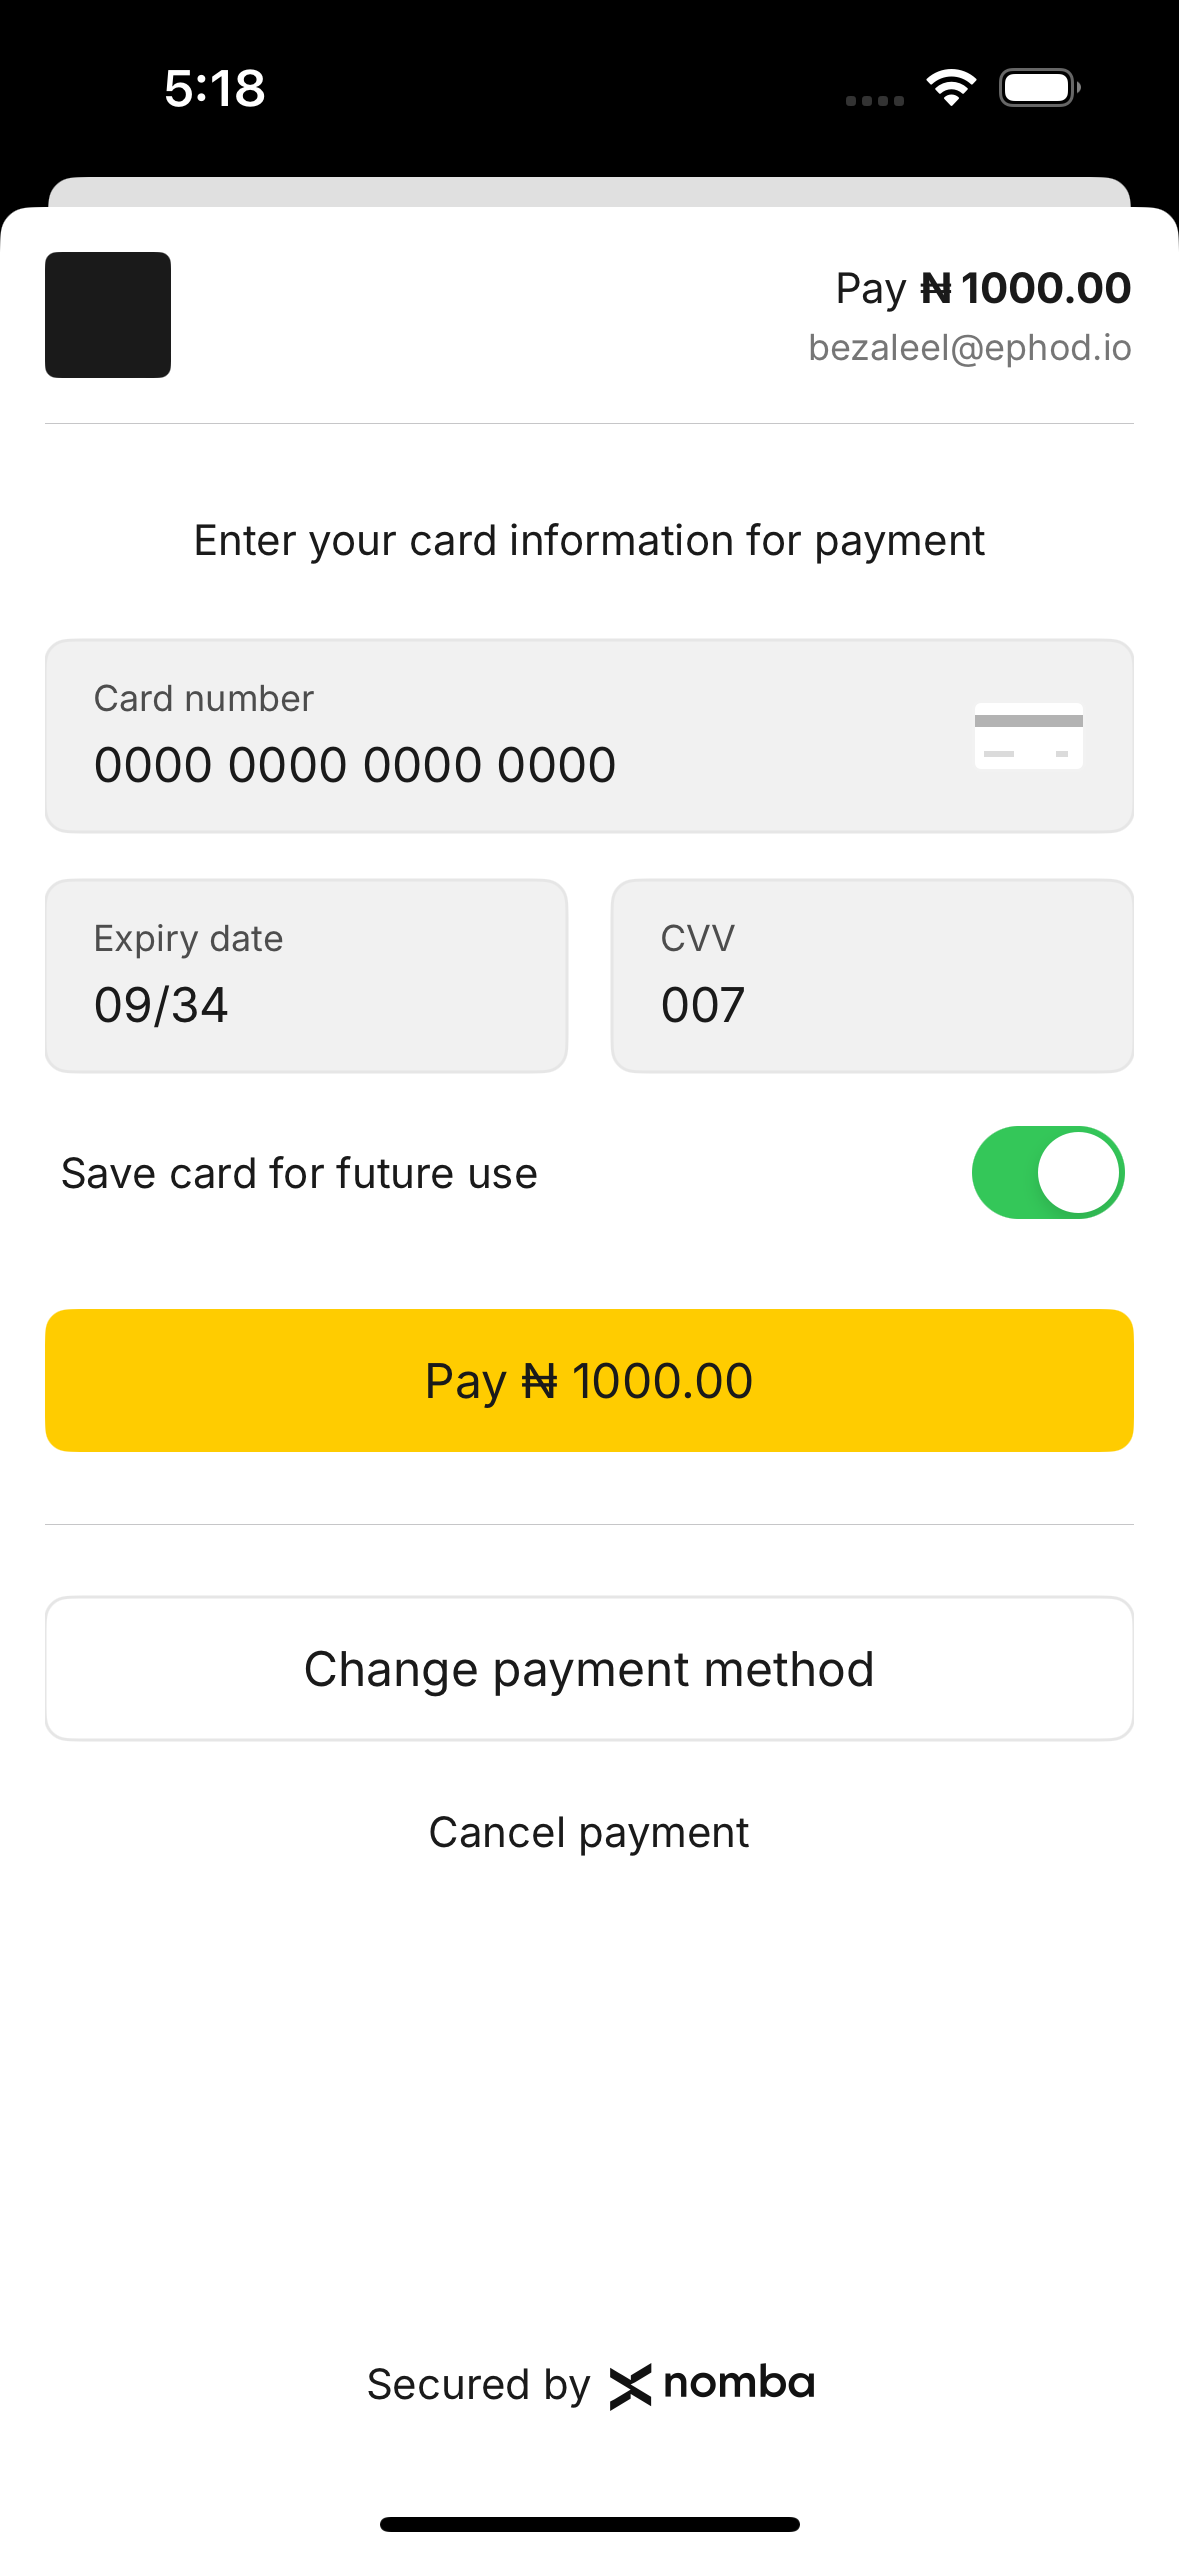 5:18
Pay ₦ 1000.00
bezaleel@ephod.io
Enter your card information for payment
Card number
0000 0000 0000 0000
Expiry date
09/34
CVV
007
Save card for future use
Pay ₦ 1000.00
Change payment method
Cancel payment
Secured by nomba